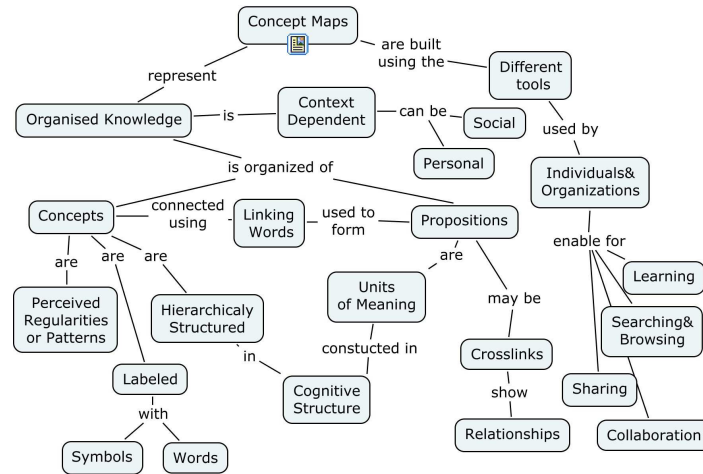 Concept Maps
are built
using the
Different
tools
represent
Organised Knowledge
is
Context
Dependent
can be
Social
Personal
used by
Individuals&
Organizations
is organized of
Concepts
connected
using
Linking
Words
used to
form
Propositions
enable for
Learning
Searching&
Browsing
Sharing
Collaboration
are
are
are
Perceived
Regularities
or Patterns
Hierarchicaly
Structured
are
Units
of Meaning
may be
in
constucted in
Crosslinks
Labeled
Cognitive
Structure
show
with
Relationships
Symbols
Words